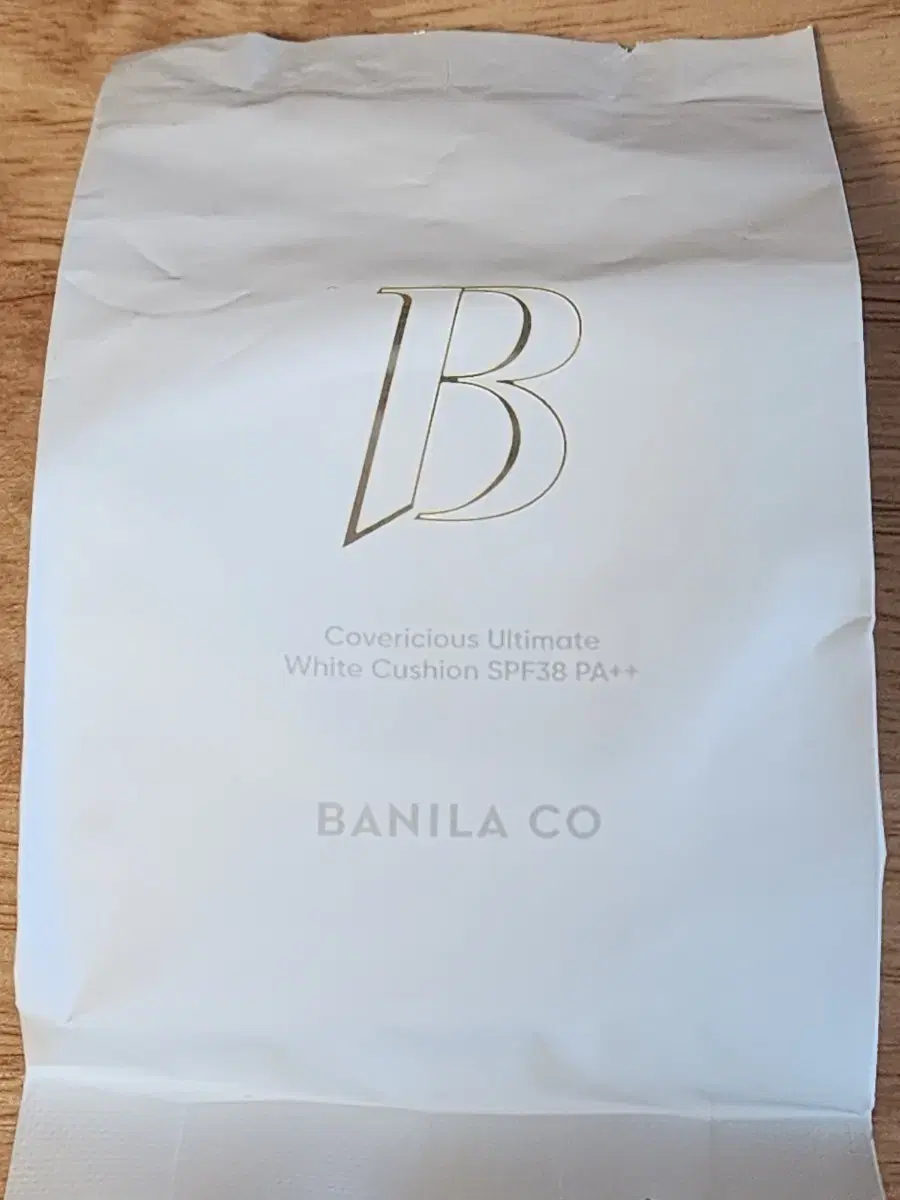 B
Covericious Ultimate
White Cushion SPF38 PA++
BANILA CO